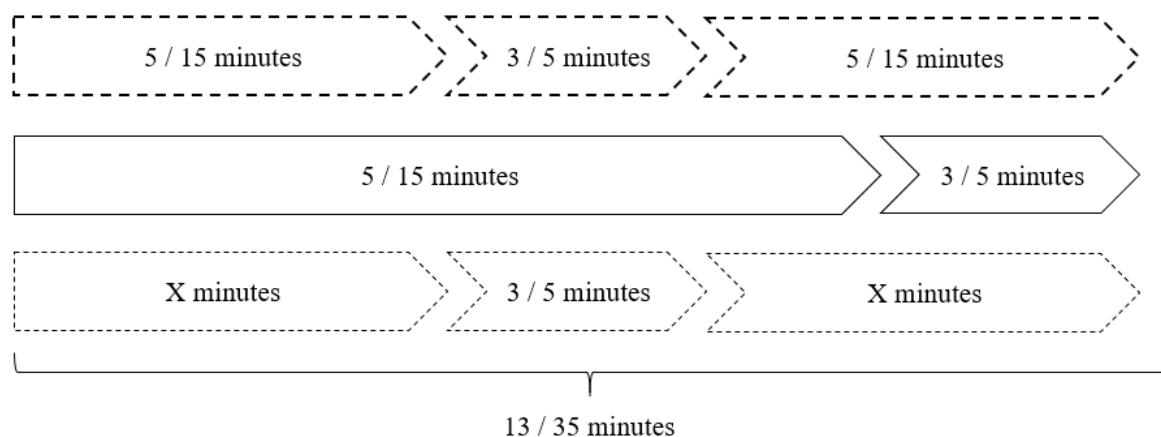 5 / 15 minutes 3 / 5 minutes 5 / 15 minutes
5 / 15 minutes 3 / 5 minutes
X minutes 3 / 5 minutes X minutes
13 / 35 minutes